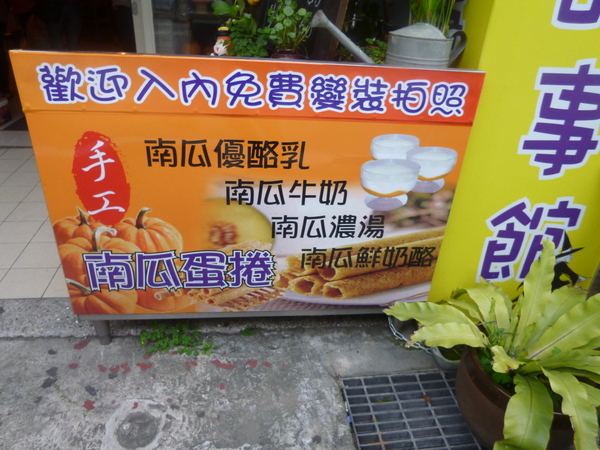 歡迎入內免費變裝拍照
手工
南瓜優酪乳
南瓜牛奶
南瓜濃湯
南瓜鮮奶酪
南瓜蛋捲
事館